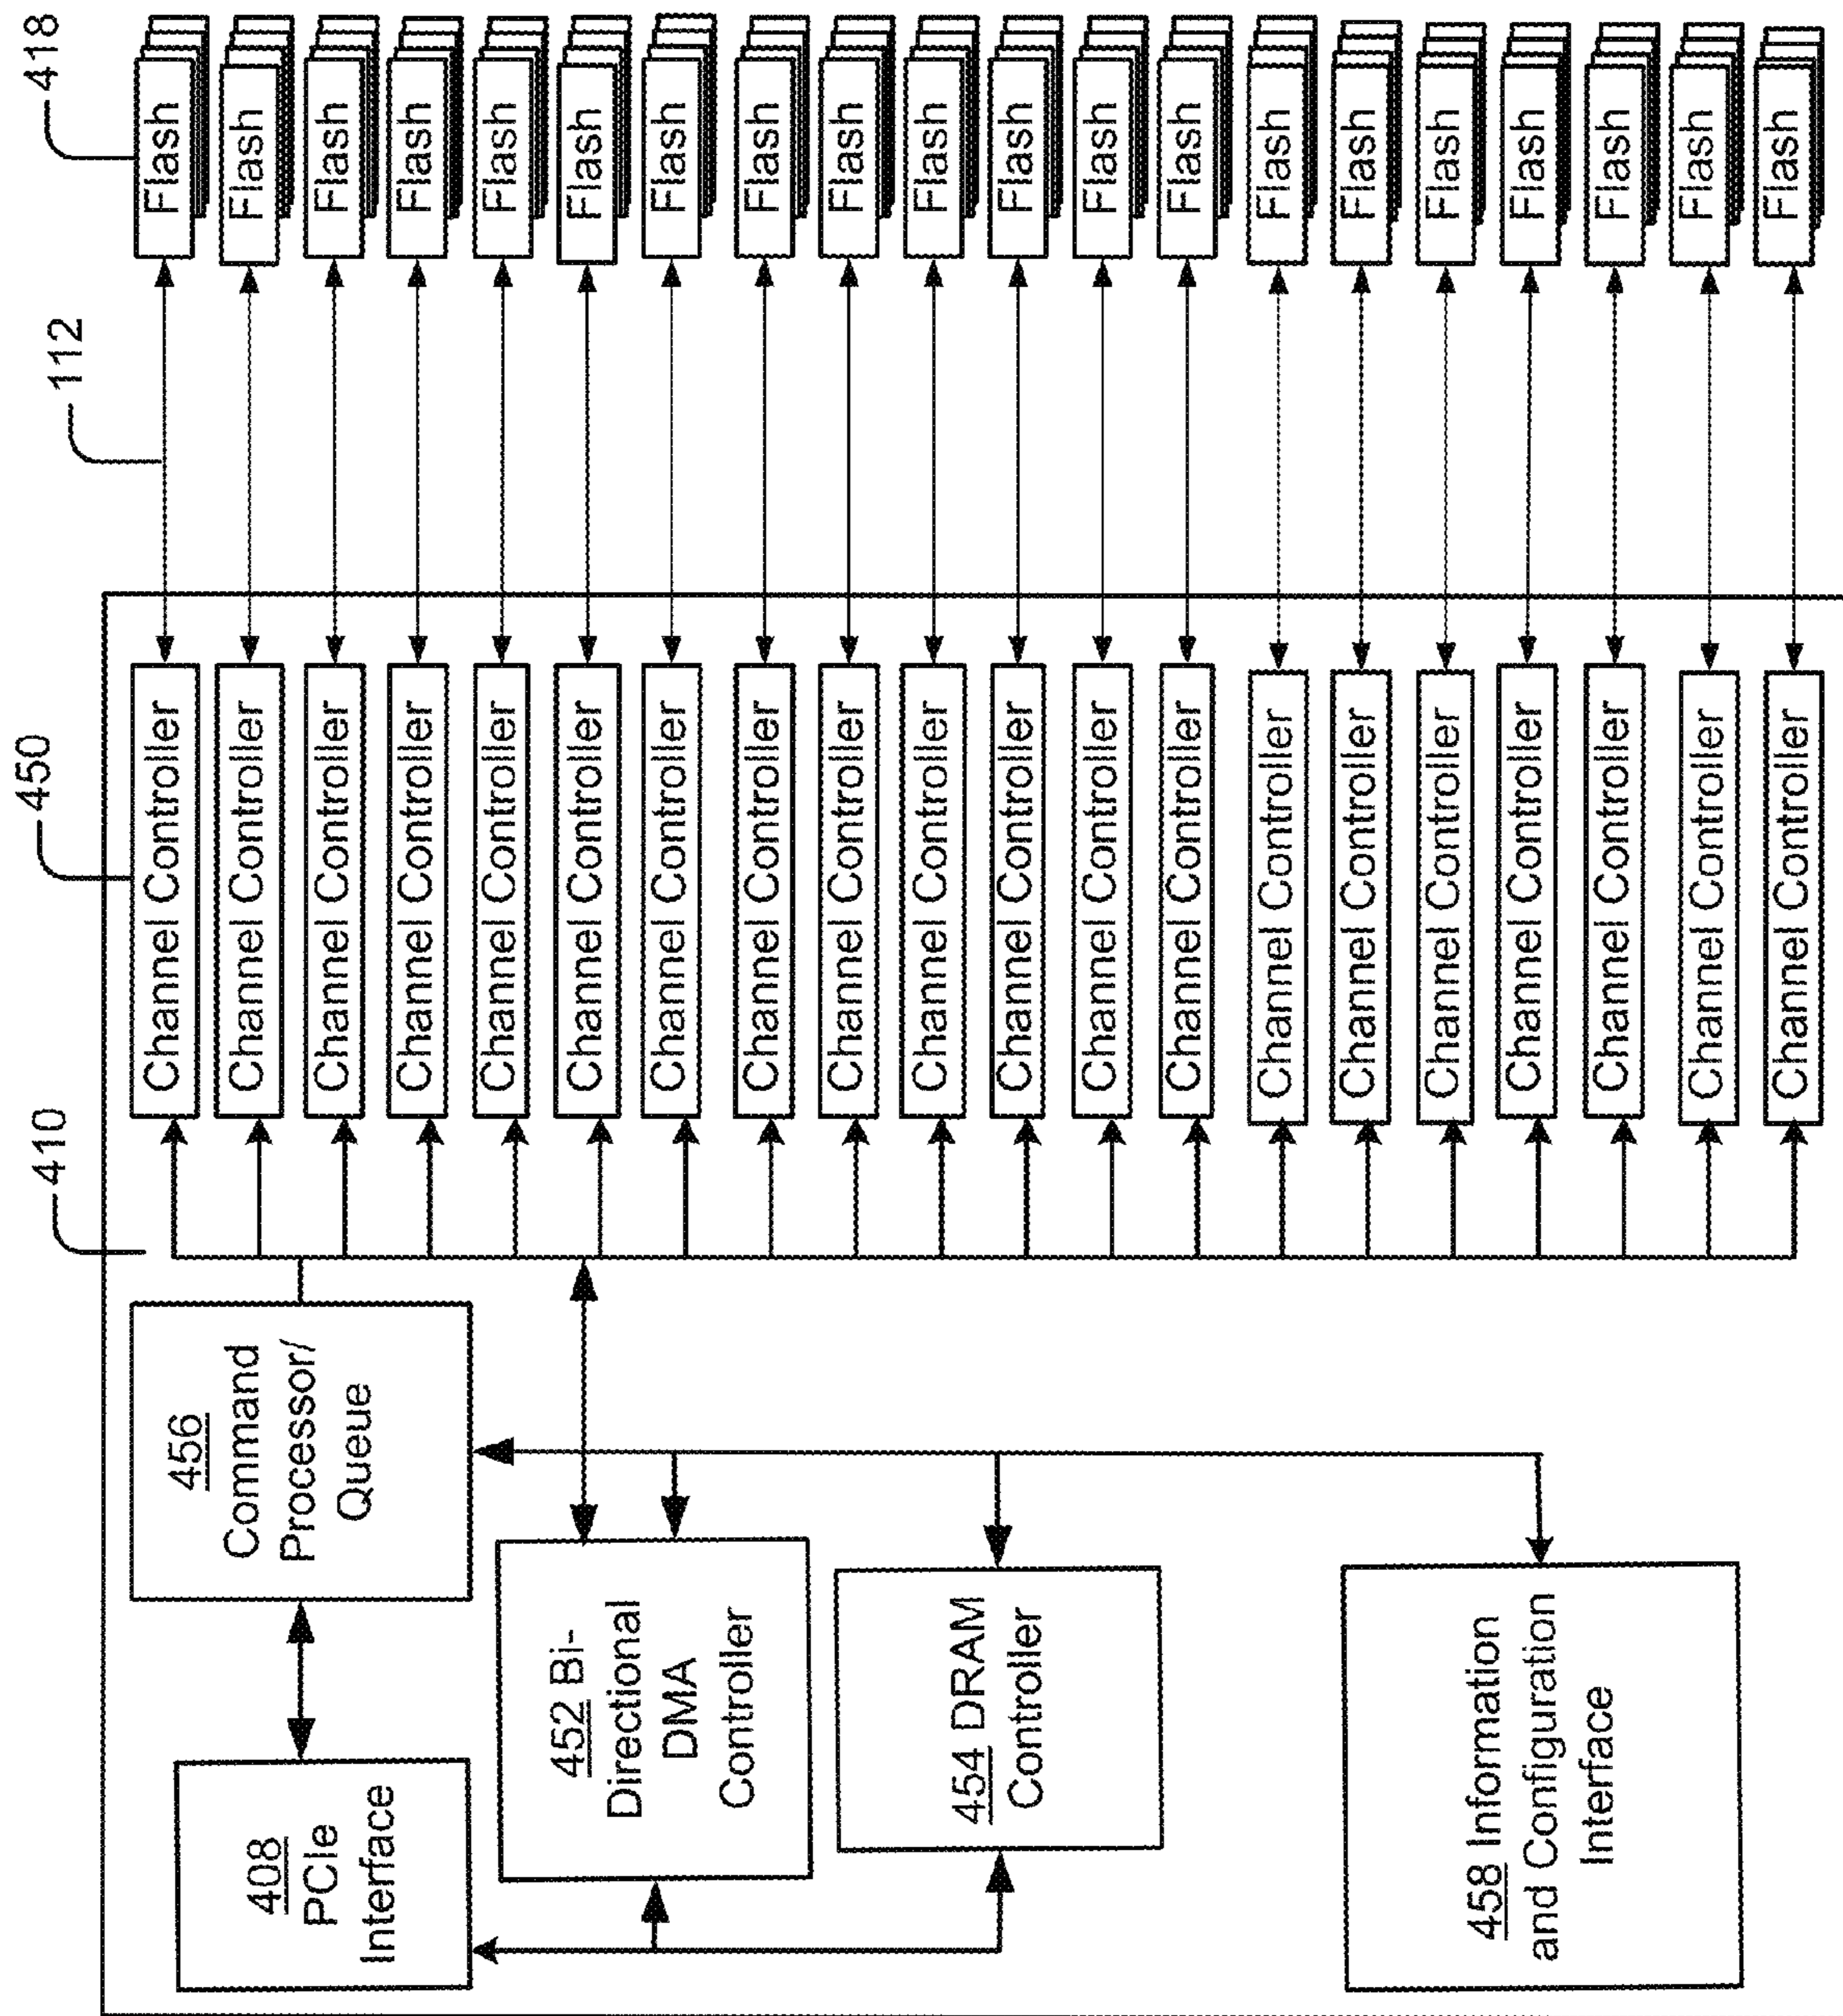 410
450
112
418
408
PCIe
Interface
456
Command
Processor/
Queue
452 Bi-
Directional
DMA
Controller
454 DRAM
Controller
458 Information
and Configuration
Interface
Channel Controller
Flash
Channel Controller
Flash
Channel Controller
Flash
Channel Controller
Flash
Channel Controller
Flash
Channel Controller
Flash
Channel Controller
Flash
Channel Controller
Flash
Channel Controller
Flash
Channel Controller
Flash
Channel Controller
Flash
Channel Controller
Flash
Channel Controller
Flash
Channel Controller
Flash
Channel Controller
Flash
Channel Controller
Flash
Channel Controller
Flash
Channel Controller
Flash
Channel Controller
Flash
Channel Controller
Flash